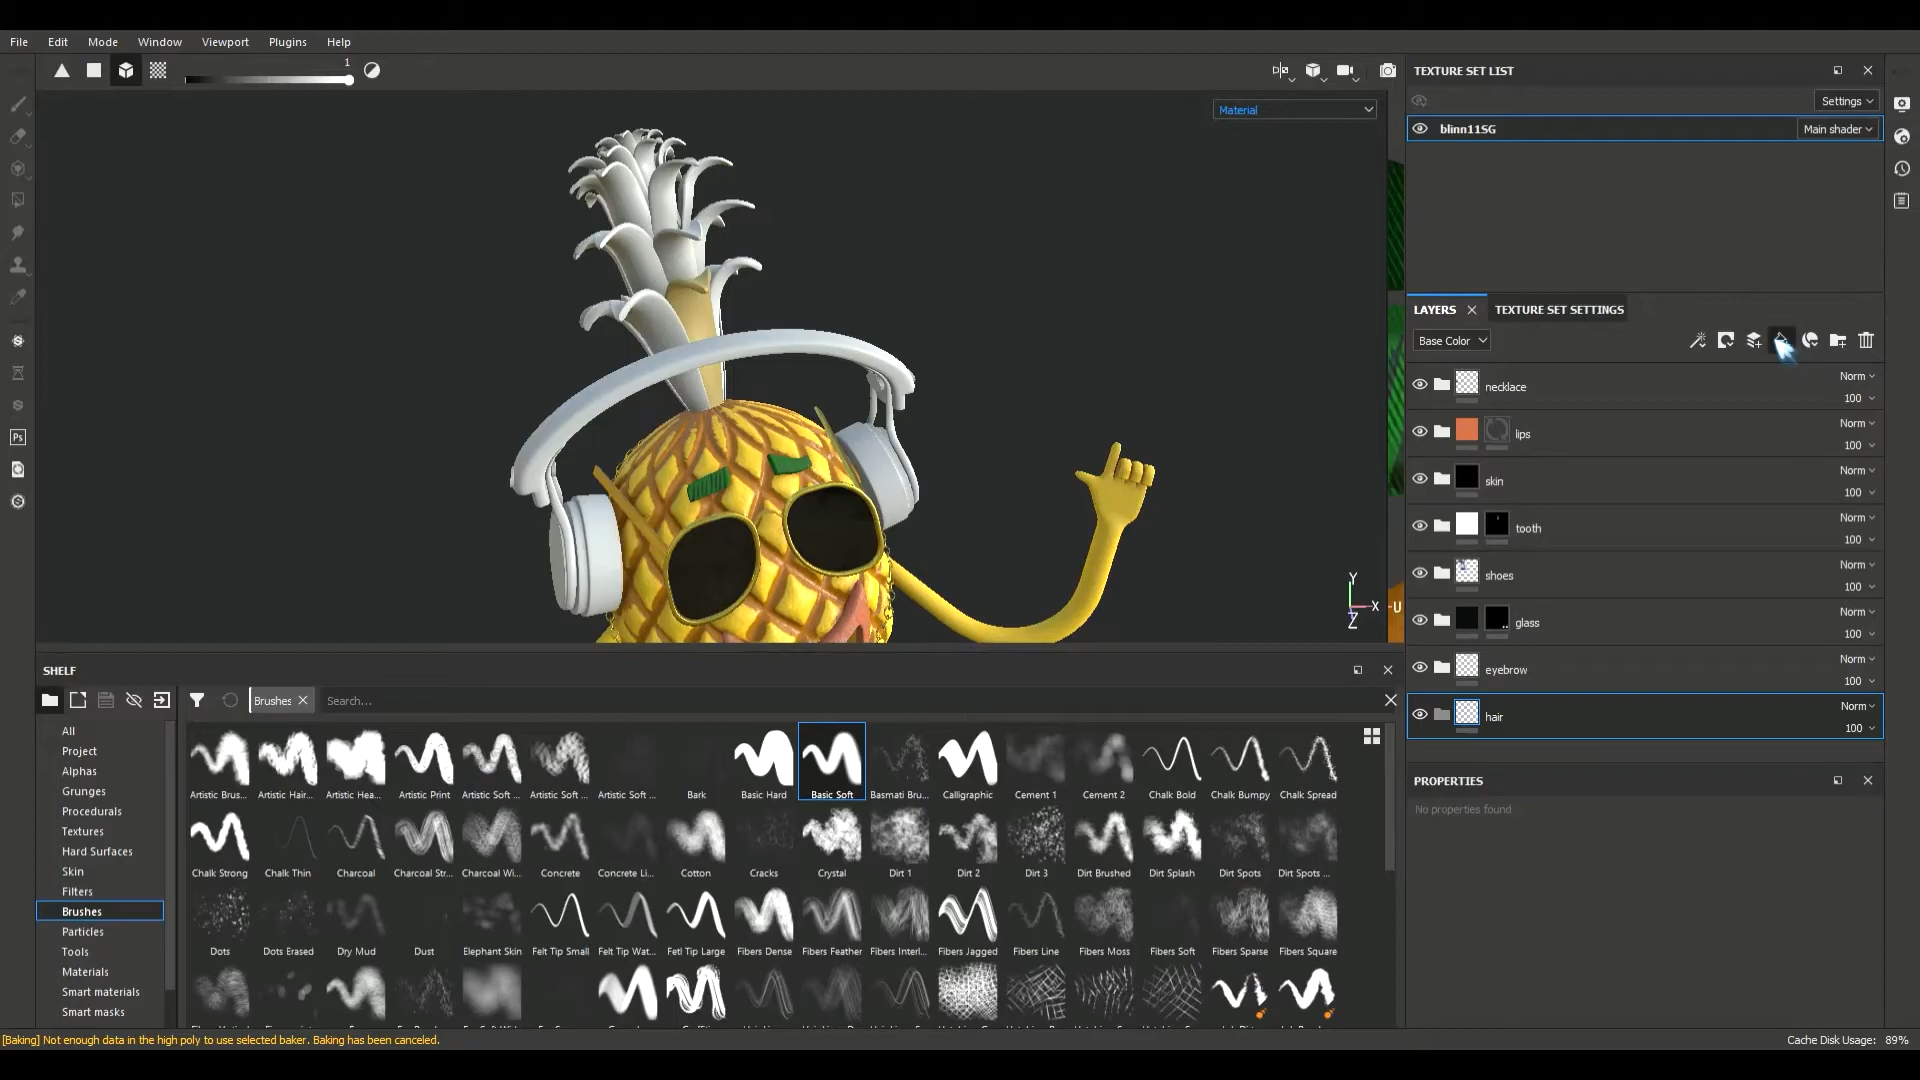 File Edit Mode Window Viewport Plugins Help
1
Material
TEXTURE SET LIST
Settings
blinn11SG
Main shader
LAYERS
TEXTURE SET SETTINGS
Base Color
necklace
Norm
100
lips
Norm
100
skin
Norm
100
tooth
Norm
100
shoes
Norm
100
glass
Norm
100
eyebrow
Norm
100
hair
Norm
100
PROPERTIES
No properties found
Ps
Y
X
Z
-U
SHELF
Brushes
Search...
All
Project
Alphas
Grunges
Procedurals
Textures
Hard Surfaces
Skin
Filters
Brushes
Particles
Tools
Materials
Smart materials
Smart masks
Artistic Brus... Artistic Hair... Artistic Hea... Artistic Print Artistic Soft ... Artistic Soft ... Artistic Soft ... Bark Basic Hard Basic Soft Basmati Bru... Calligraphic Cement 1 Cement 2 Chalk Bold Chalk Bumpy Chalk Spread
Chalk Strong Chalk Thin Charcoal Charcoal Str... Charcoal Wi... Concrete Concrete Li... Cotton Cracks Crystal Dirt 1 Dirt 2 Dirt 3 Dirt Brushed Dirt Splash Dirt Spots Dirt Spots ...
Dots Dots Erased Dry Mud Dust Elephant Skin Felt Tip Small Felt Tip Wat... Fetl Tip Large Fibers Dense Fibers Feather Fibers Interl... Fibers Jagged Fibers Line Fibers Moss Fibers Soft Fibers Sparse Fibers Square
[Baking] Not enough data in the high poly to use selected baker. Baking has been canceled.
Cache Disk Usage: 89%